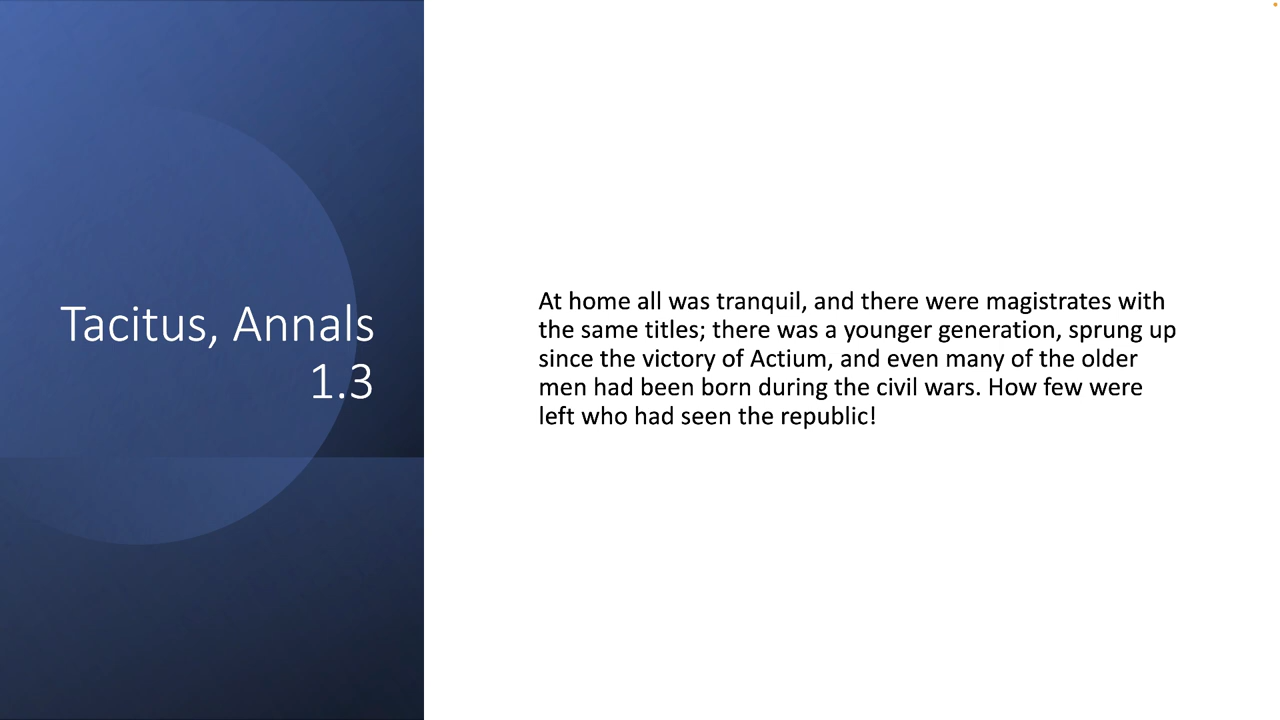 Tacitus, Annals
1.3
At home all was tranquil, and there were magistrates with
the same titles; there was a younger generation, sprung up
since the victory of Actium, and even many of the older
men had been born during the civil wars. How few were
left who had seen the republic!